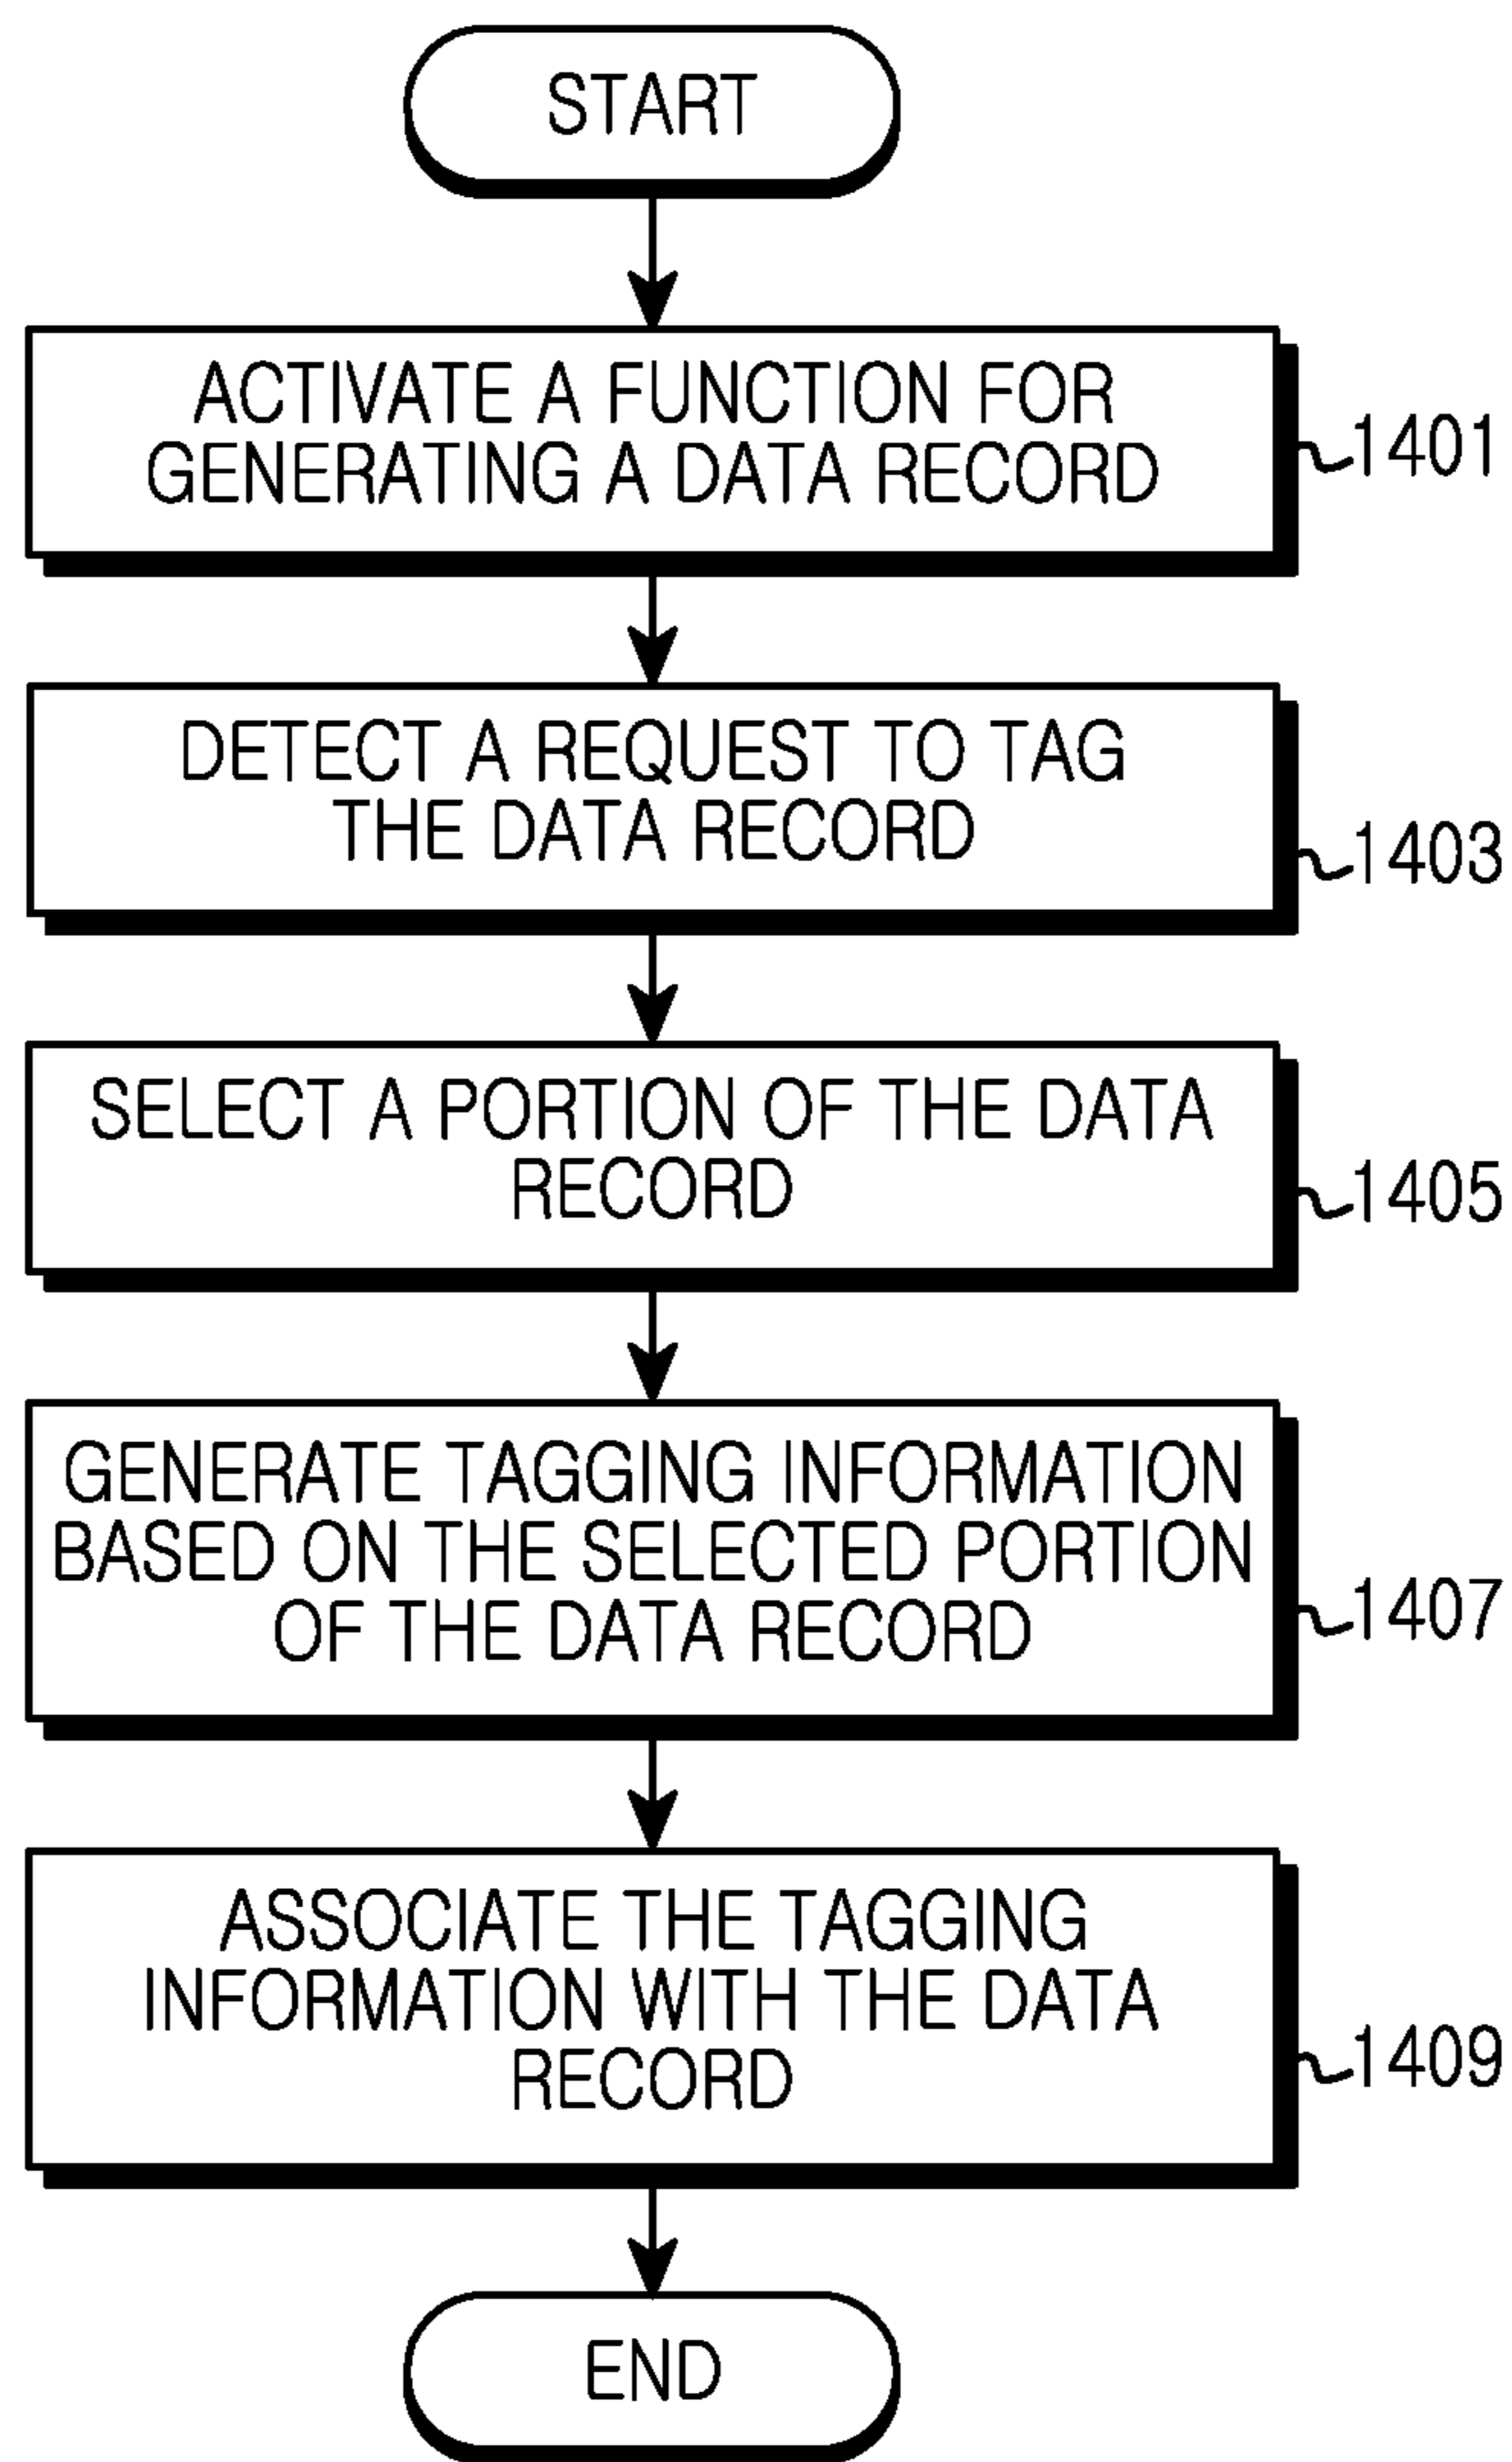 START
ACTIVATE A FUNCTION FOR
GENERATING A DATA RECORD
1401
DETECT A REQUEST TO TAG
THE DATA RECORD
1403
SELECT A PORTION OF THE DATA
RECORD
1405
GENERATE TAGGING INFORMATION
BASED ON THE SELECTED PORTION
OF THE DATA RECORD
1407
ASSOCIATE THE TAGGING
INFORMATION WITH THE DATA
RECORD
1409
END